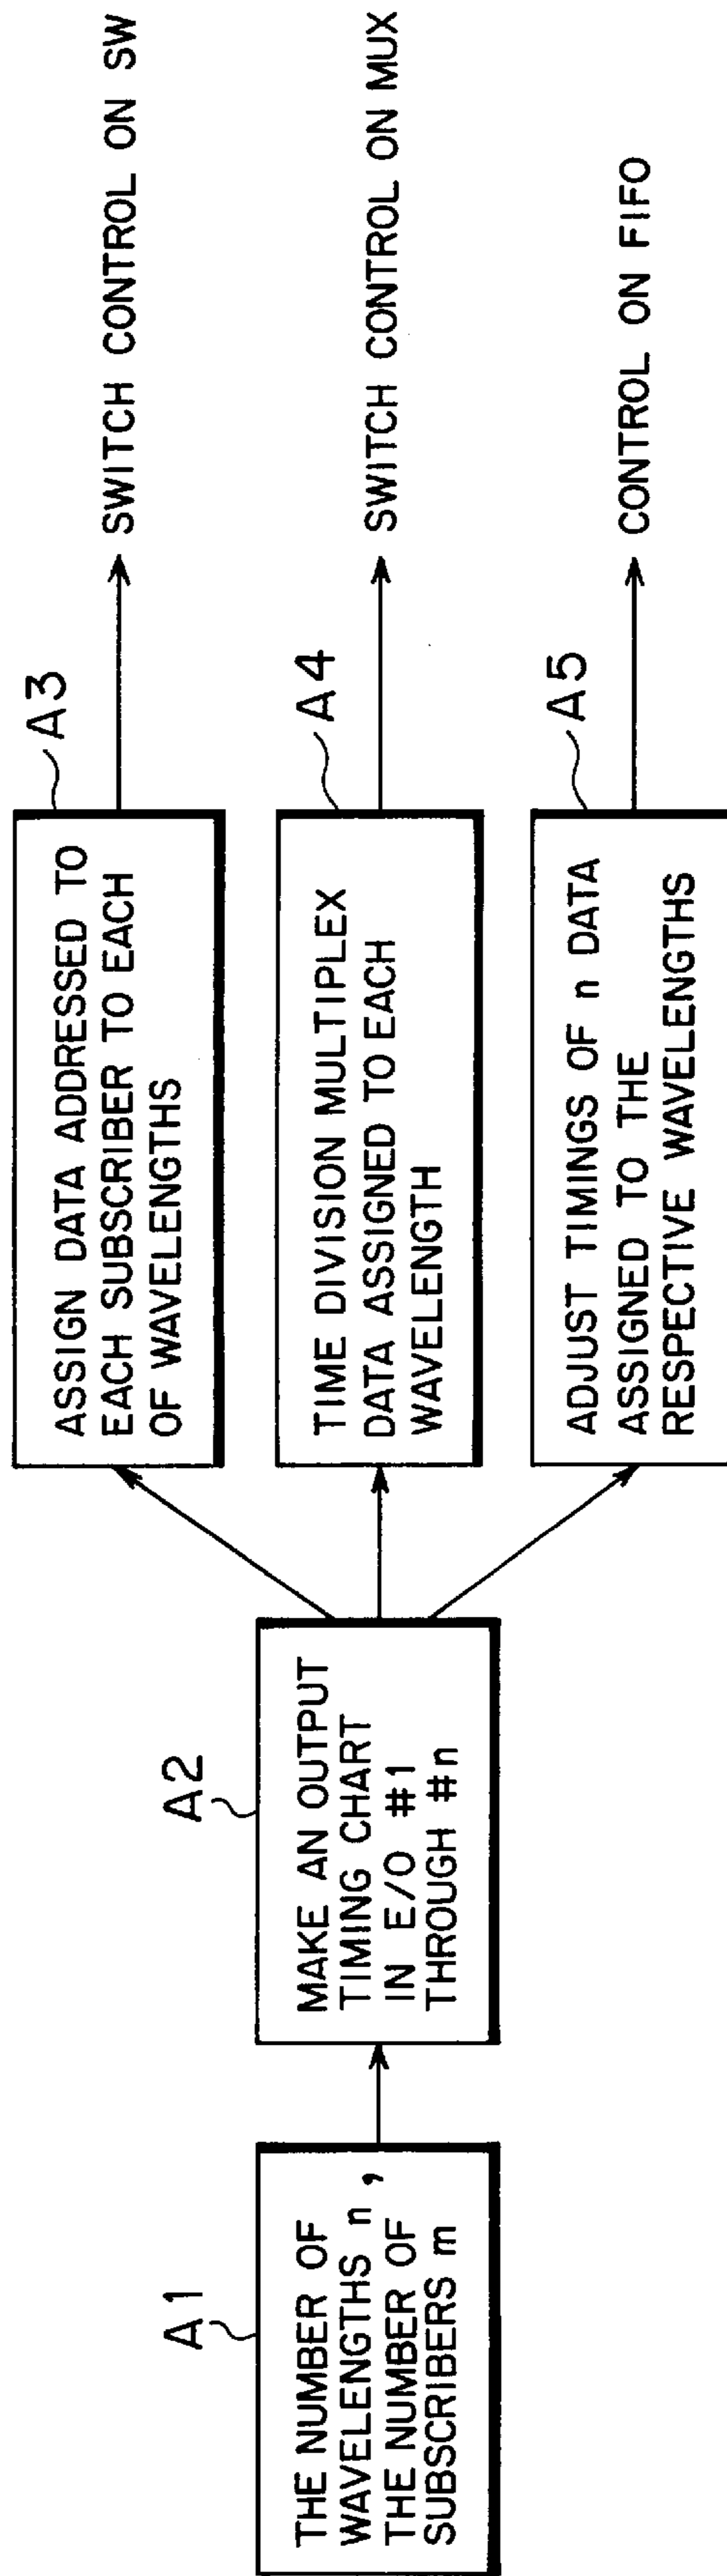 A1
THE NUMBER OF
WAVELENGTHS n,
THE NUMBER OF
SUBSCRIBERS m
A2
MAKE AN OUTPUT
TIMING CHART
IN E/O #1
THROUGH #n
A3
ASSIGN DATA ADDRESSED TO
EACH SUBSCRIBER TO EACH
OF WAVELENGTHS
SWITCH CONTROL ON SW
A4
TIME DIVISION MULTIPLEX
DATA ASSIGNED TO EACH
WAVELENGTH
SWITCH CONTROL ON MUX
A5
ADJUST TIMINGS OF n DATA
ASSIGNED TO THE
RESPECTIVE WAVELENGTHS
CONTROL ON FIFO